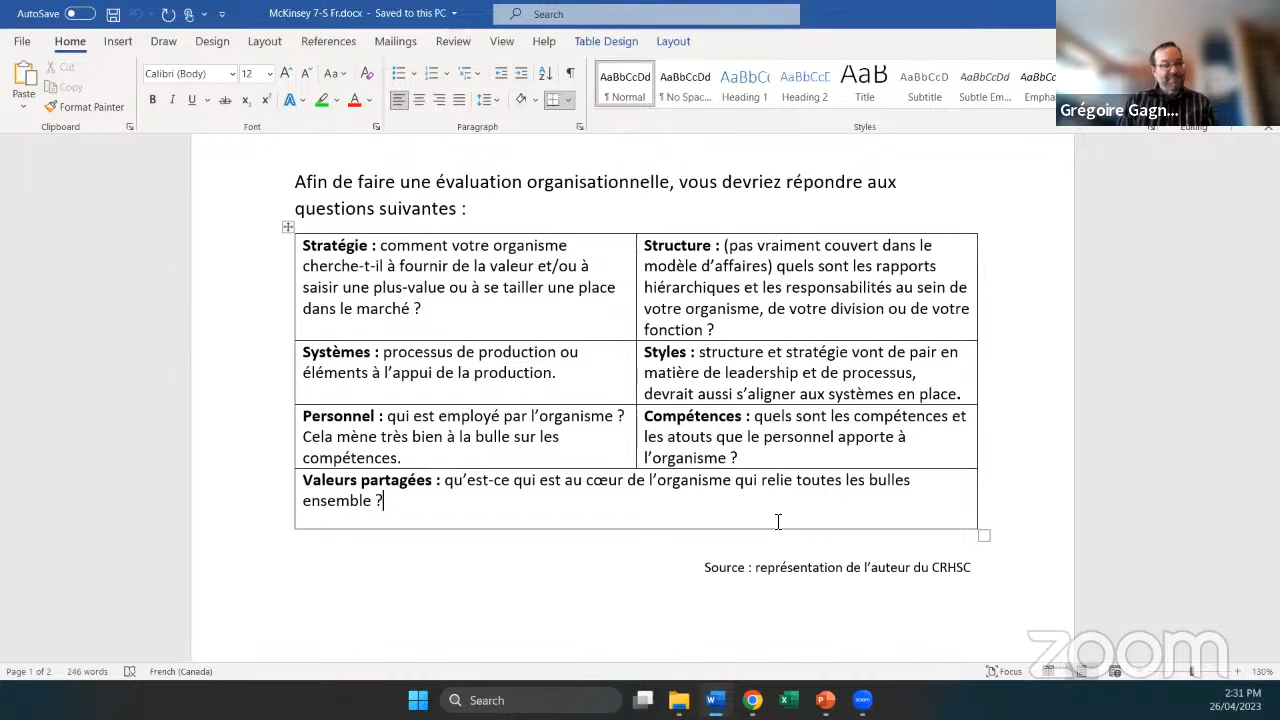 AutoSave
Off
McKinsey 7-S Fr.docx - Saved to this PC
Search
File
Home
Insert
Draw
Design
Layout
References
Mailings
Review
View
Help
Table Design
Layout
Paste
Cut
Copy
Format Painter
Clipboard
Calibri (Body)
12
Font
Paragraph
AaBbCcDd
¶ Normal
AaBbCcDd
¶ No Spac...
AaBbCc
Heading 1
AaBbCcD
Heading 2
AaB
Title
AaBbCcD
Subtitle
AaBbCcDd
Subtle Em...
AaBbCcDd
Empha
Styles
Editing
Grégoire Gagn...
Afin de faire une évaluation organisationnelle, vous devriez répondre aux
questions suivantes :
Stratégie : comment votre organisme
cherche-t-il à fournir de la valeur et/ou à
saisir une plus-value ou à se tailler une place
dans le marché ?
Structure : (pas vraiment couvert dans le
modèle d’affaires) quels sont les rapports
hiérarchiques et les responsabilités au sein de
votre organisme, de votre division ou de votre
fonction ?
Systèmes : processus de production ou
éléments à l’appui de la production.
Styles : structure et stratégie vont de pair en
matière de leadership et de processus,
devrait aussi s’aligner aux systèmes en place.
Personnel : qui est employé par l’organisme ?
Cela mène très bien à la bulle sur les
compétences.
Compétences : quels sont les compétences et
les atouts que le personnel apporte à
l’organisme ?
Valeurs partagées : qu’est-ce qui est au cœur de l’organisme qui relie toutes les bulles
ensemble ?
Source : représentation de l’auteur du CRHSC
zoom
Page 1 of 2
246 words
French (Canada)
Focus
130%
Search
2:31 PM
26/04/2023